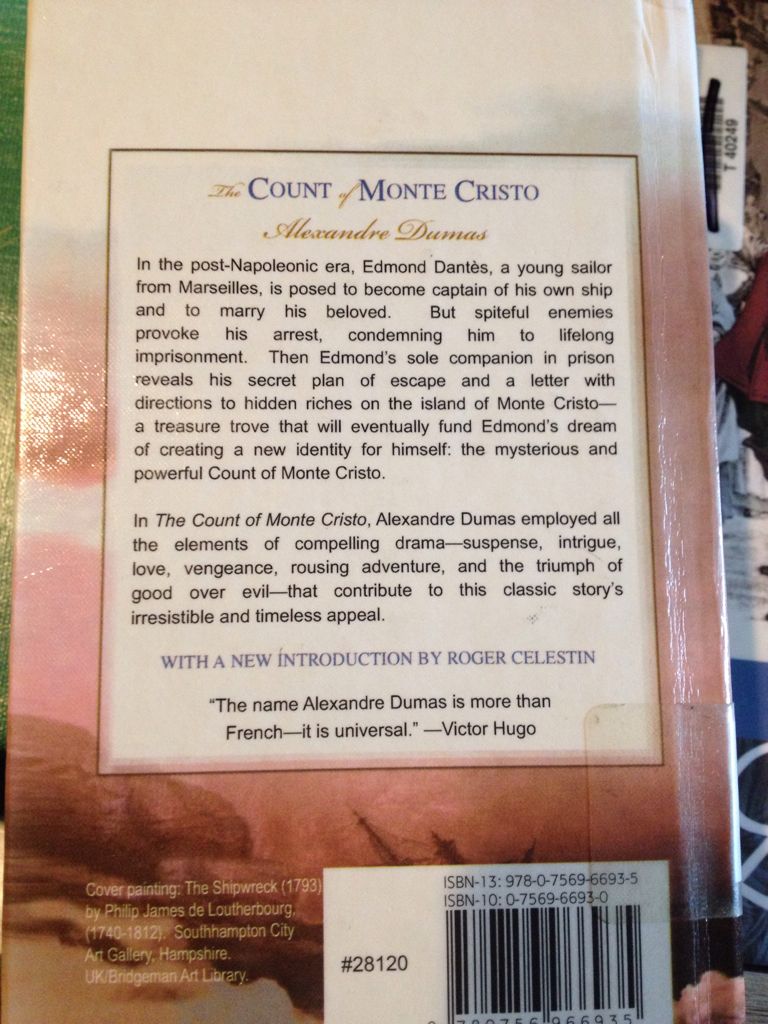 The COUNT of MONTE CRISTO
Alexandre Dumas
In the post-Napoleonic era, Edmond Dantès, a young sailor
from Marseilles, is posed to become captain of his own ship
and to marry his beloved. But spiteful enemies
provoke his arrest, condemning him to lifelong
imprisonment. Then Edmond's sole companion in prison
reveals his secret plan of escape and a letter with
directions to hidden riches on the island of Monte Cristo—
a treasure trove that will eventually fund Edmond's dream
of creating a new identity for himself: the mysterious and
powerful Count of Monte Cristo.
In The Count of Monte Cristo, Alexandre Dumas employed all
the elements of compelling drama—suspense, intrigue,
love, vengeance, rousing adventure, and the triumph of
good over evil—that contribute to this classic story's
irresistible and timeless appeal.
WITH A NEW INTRODUCTION BY ROGER CELESTIN
"The name Alexandre Dumas is more than
French—it is universal." —Victor Hugo
Cover painting: The Shipwreck (1793)
by Philip James de Loutherbourg,
(1740-1812). Southhampton City
Art Gallery, Hampshire.
UK/Bridgeman Art Library.
#28120
ISBN-13: 978-0-7569-6693-5
ISBN-10: 0-7569-6693-0
9 780756 966935
T 40249